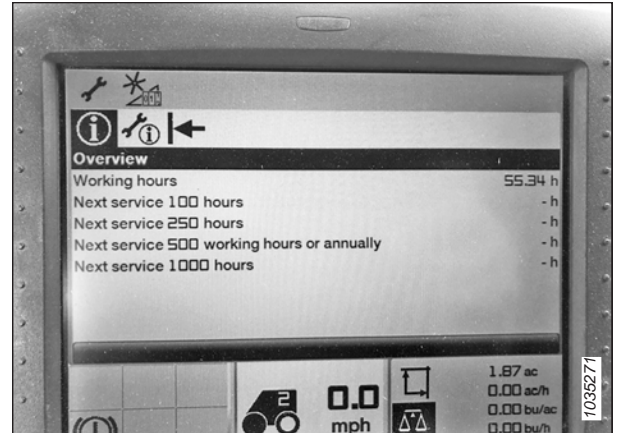 Overview
Working hours 55.34 h
Next service 100 hours - h
Next service 250 hours - h
Next service 500 working hours or annually - h
Next service 1000 hours - h
2
0.0
mph
1.87 ac
0.00 ac/h
0.00 bu/ac
0.00 bu/h
1035271